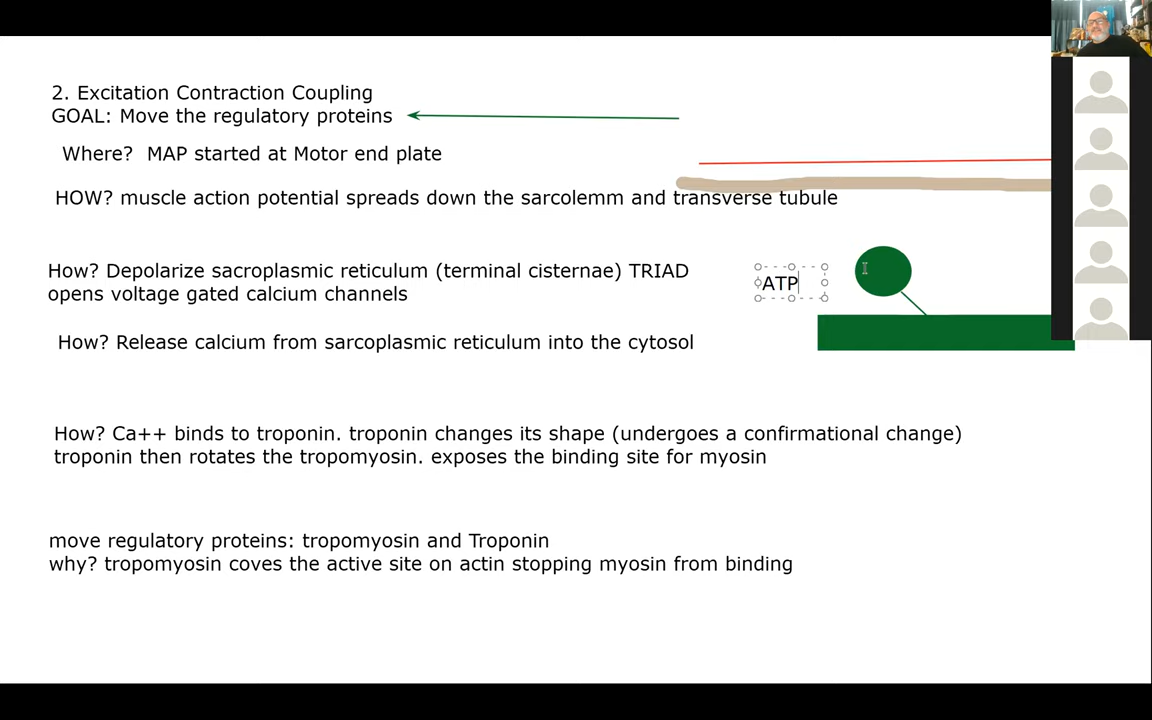 2. Excitation Contraction Coupling
GOAL: Move the regulatory proteins
Where?  MAP started at Motor end plate
HOW? muscle action potential spreads down the sarcolemm and transverse tubule
How? Depolarize sacroplasmic reticulum (terminal cisternae) TRIAD
opens voltage gated calcium channels
ATP
How? Release calcium from sarcoplasmic reticulum into the cytosol
How? Ca++ binds to troponin. troponin changes its shape (undergoes a confirmational change)
troponin then rotates the tropomyosin. exposes the binding site for myosin
move regulatory proteins: tropomyosin and Troponin
why? tropomyosin coves the active site on actin stopping myosin from binding